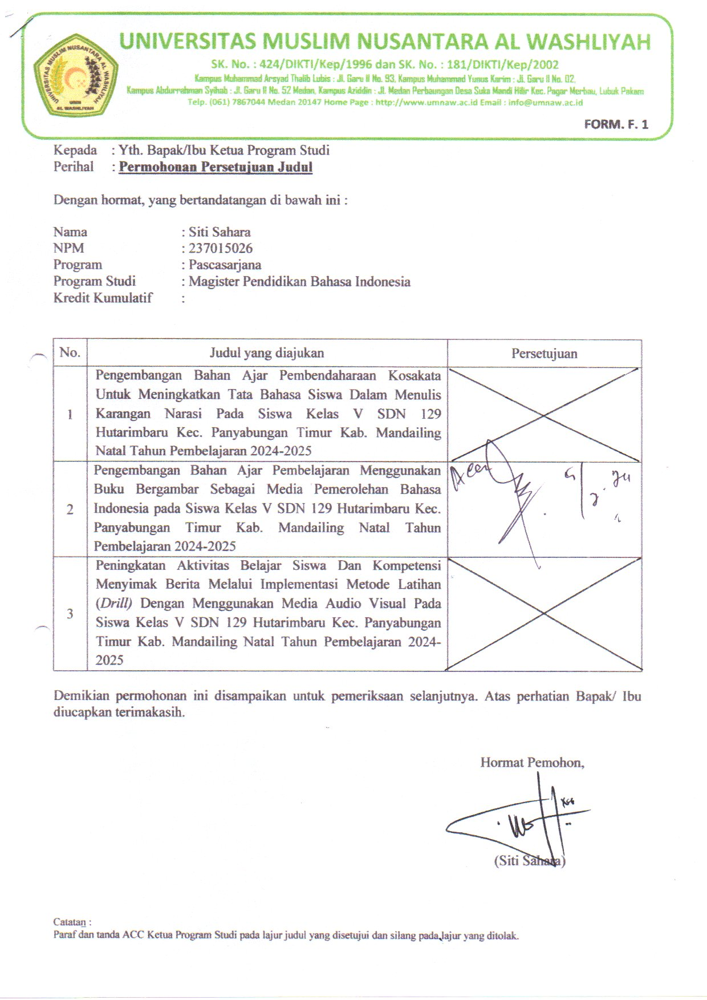 UNIVERSITAS MUSLIM NUSANTARA AL WASHLIYAH
UNIVERSITAS MUSLIM NUSANTARA AL WASHLIYAH
UMN
AL WASHLIYAH
SK. No. : 424/DIKTI/Kep/1996 dan SK. No. : 181/DIKTI/Kep/2002
Kampus Muhammad Arsyad Thalib Lubis : Jl. Garu II No. 93, Kampus Muhammad Yunus Karim : Jl. Garu II No. 02,
Kampus Abdurrahman Syihab : Jl. Garu II No. 52 Medan, Kampus Aziddin : Jl. Medan Perbaungan Desa Suka Mandi Hilir Kec. Pagar Merbau, Lubuk Pakam
Telp. (061) 7867044 Medan 20147 Home Page : http://www.umnaw.ac.id Email : info@umnaw.ac.id
FORM. F. 1
Kepada : Yth. Bapak/Ibu Ketua Program Studi
Perihal : Permohonan Persetujuan Judul
Dengan hormat, yang bertandatangan di bawah ini :
Nama : Siti Sahara
NPM : 237015026
Program : Pascasarjana
Program Studi : Magister Pendidikan Bahasa Indonesia
Kredit Kumulatif :
No. Judul yang diajukan Persetujuan
1
Pengembangan Bahan Ajar Pembendaharaan Kosakata
Untuk Meningkatkan Tata Bahasa Siswa Dalam Menulis
Karangan Narasi Pada Siswa Kelas V SDN 129
Hutarimbaru Kec. Panyabungan Timur Kab. Mandailing
Natal Tahun Pembelajaran 2024-2025
2
Pengembangan Bahan Ajar Pembelajaran Menggunakan
Buku Bergambar Sebagai Media Pemerolehan Bahasa
Indonesia pada Siswa Kelas V SDN 129 Hutarimbaru Kec.
Panyabungan Timur Kab. Mandailing Natal Tahun
Pembelajaran 2024-2025
Acc
3
Peningkatan Aktivitas Belajar Siswa Dan Kompetensi
Menyimak Berita Melalui Implementasi Metode Latihan
(Drill) Dengan Menggunakan Media Audio Visual Pada
Siswa Kelas V SDN 129 Hutarimbaru Kec. Panyabungan
Timur Kab. Mandailing Natal Tahun Pembelajaran 2024-
2025
Demikian permohonan ini disampaikan untuk pemeriksaan selanjutnya. Atas perhatian Bapak/ Ibu
diucapkan terimakasih.
Hormat Pemohon,
(Siti Sahara)
Catatan :
Paraf dan tanda ACC Ketua Program Studi pada lajur judul yang disetujui dan silang pada lajur yang ditolak.